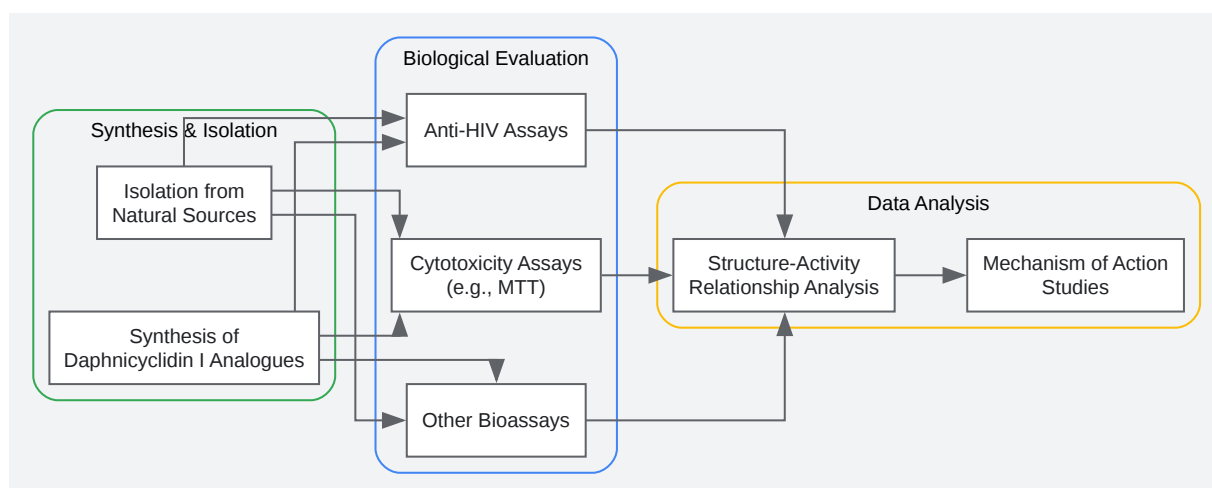 Synthesis & Isolation
Isolation from
Natural Sources
Synthesis of
Daphnicyclidin I Analogues
Biological Evaluation
Anti-HIV Assays
Cytotoxicity Assays
(e.g., MTT)
Other Bioassays
Data Analysis
Structure-Activity
Relationship Analysis
Mechanism of Action
Studies